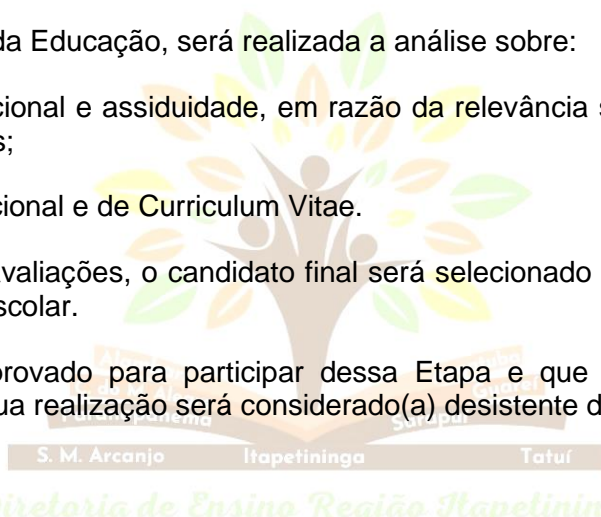 da Educação, será realizada a análise sobre:
cional e assiduidade, em razão da relevância
s;
cional e de Curriculum Vitae.
avaliações, o candidato final será selecionado
scolar.
provado para participar dessa Etapa e que
ua realização será considerado(a) desistente d
S. M. Arcanjo Itapetininga Tatuí
Diretoria de Ensino Região Itapetinin